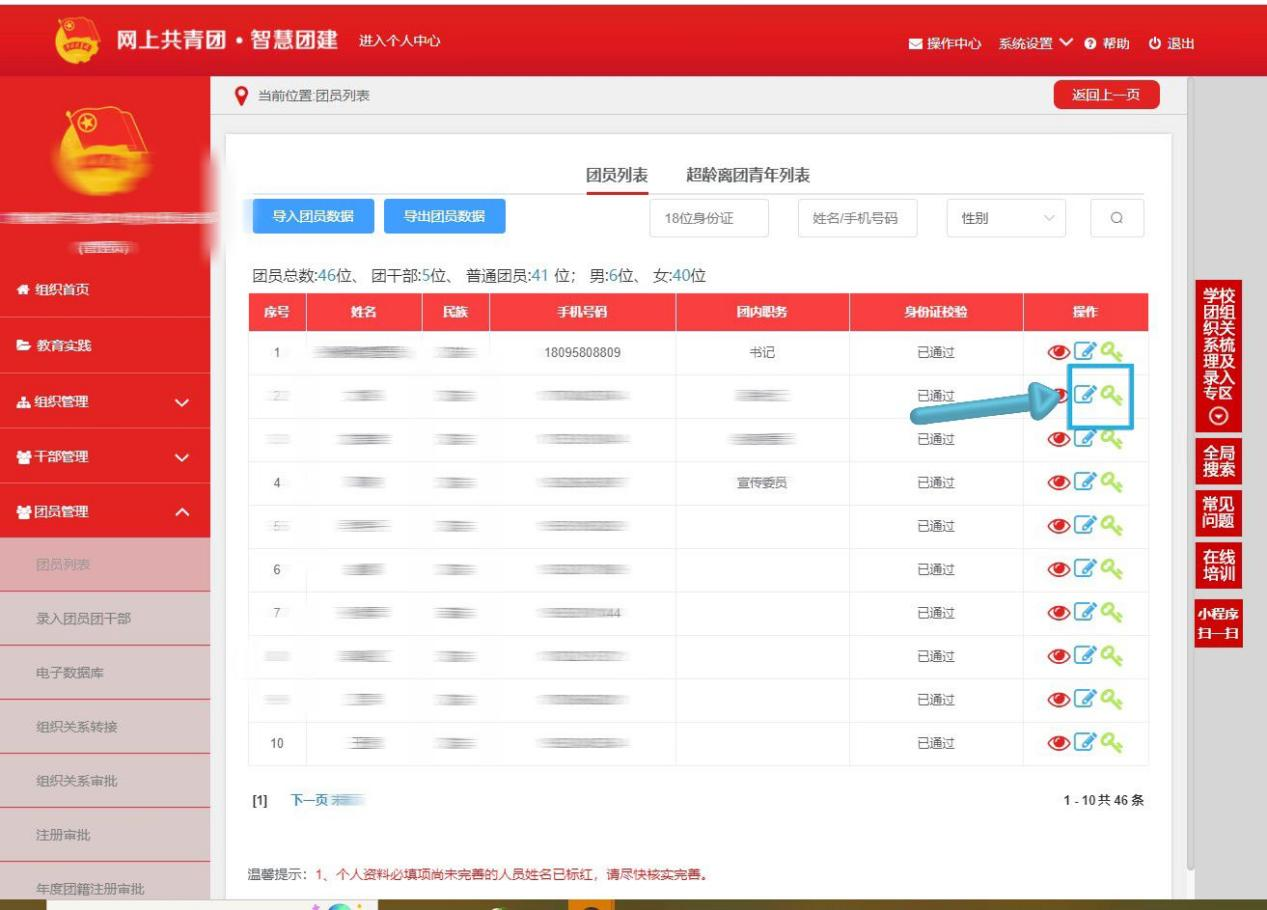 网上共青团·智慧团建 进入个人中心
操作中心 系统设置 帮助 退出
当前位置:团员列表 返回上一页
(管理员)
组织首页
教育实践
组织管理
干部管理
团员管理
团员列表
录入团员团干部
电子数据库
组织关系转接
组织关系审批
注册审批
年度团籍注册审批
团员列表 超龄离团青年列表
导入团员数据 导出团员数据 18位身份证 姓名/手机号码 性别
团员总数:46位、 团干部:5位、 普通团员:41 位； 男:6位、 女:40位
序号 姓名 民族 手机号码 团内职务 身份证校验 操作
1 18095808809 书记 已通过
2 已通过
已通过
4 宣传委员 已通过
5 已通过
6 已通过
7 44 已通过
已通过
已通过
10 已通过
[1] 下一页 1 - 10 共 46 条
温馨提示：1、个人资料必填项尚未完善的人员姓名已标红，请尽快核实完善。
学校
团组
织关
系梳
理及
录入
专区
全局
搜索
常见
问题
在线
培训
小程序
扫一扫